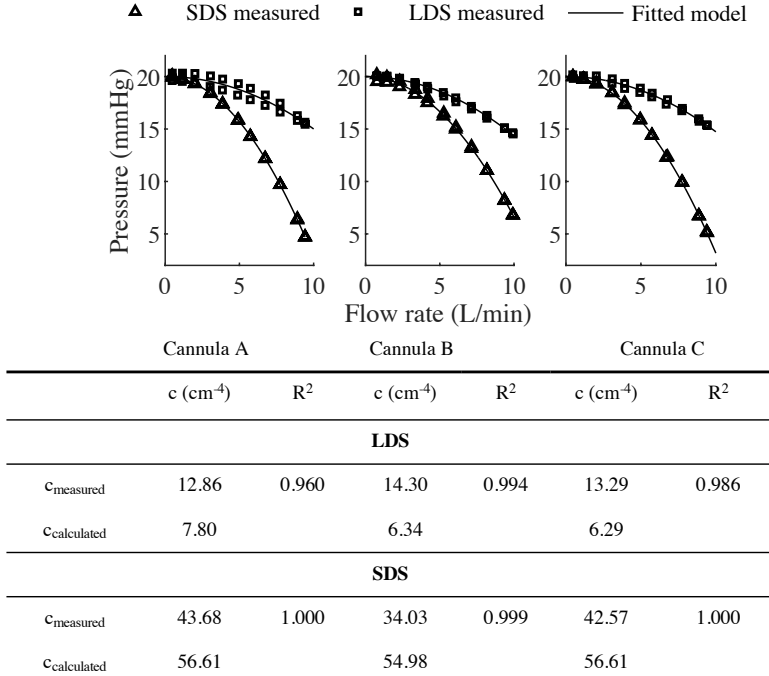 SDS measured LDS measured Fitted model
Pressure (mmHg)
20 20 20
15 15 15
10 10 10
5 5 5
0 5 10 0 5 10 0 5 10
Flow rate (L/min)
Cannula A Cannula B Cannula C
c (cm-4) R2 c (cm-4) R2 c (cm-4) R2
LDS
cmeasured 12.86 0.960 14.30 0.994 13.29 0.986
ccalculated 7.80 6.34 6.29
SDS
cmeasured 43.68 1.000 34.03 0.999 42.57 1.000
ccalculated 56.61 54.98 56.61